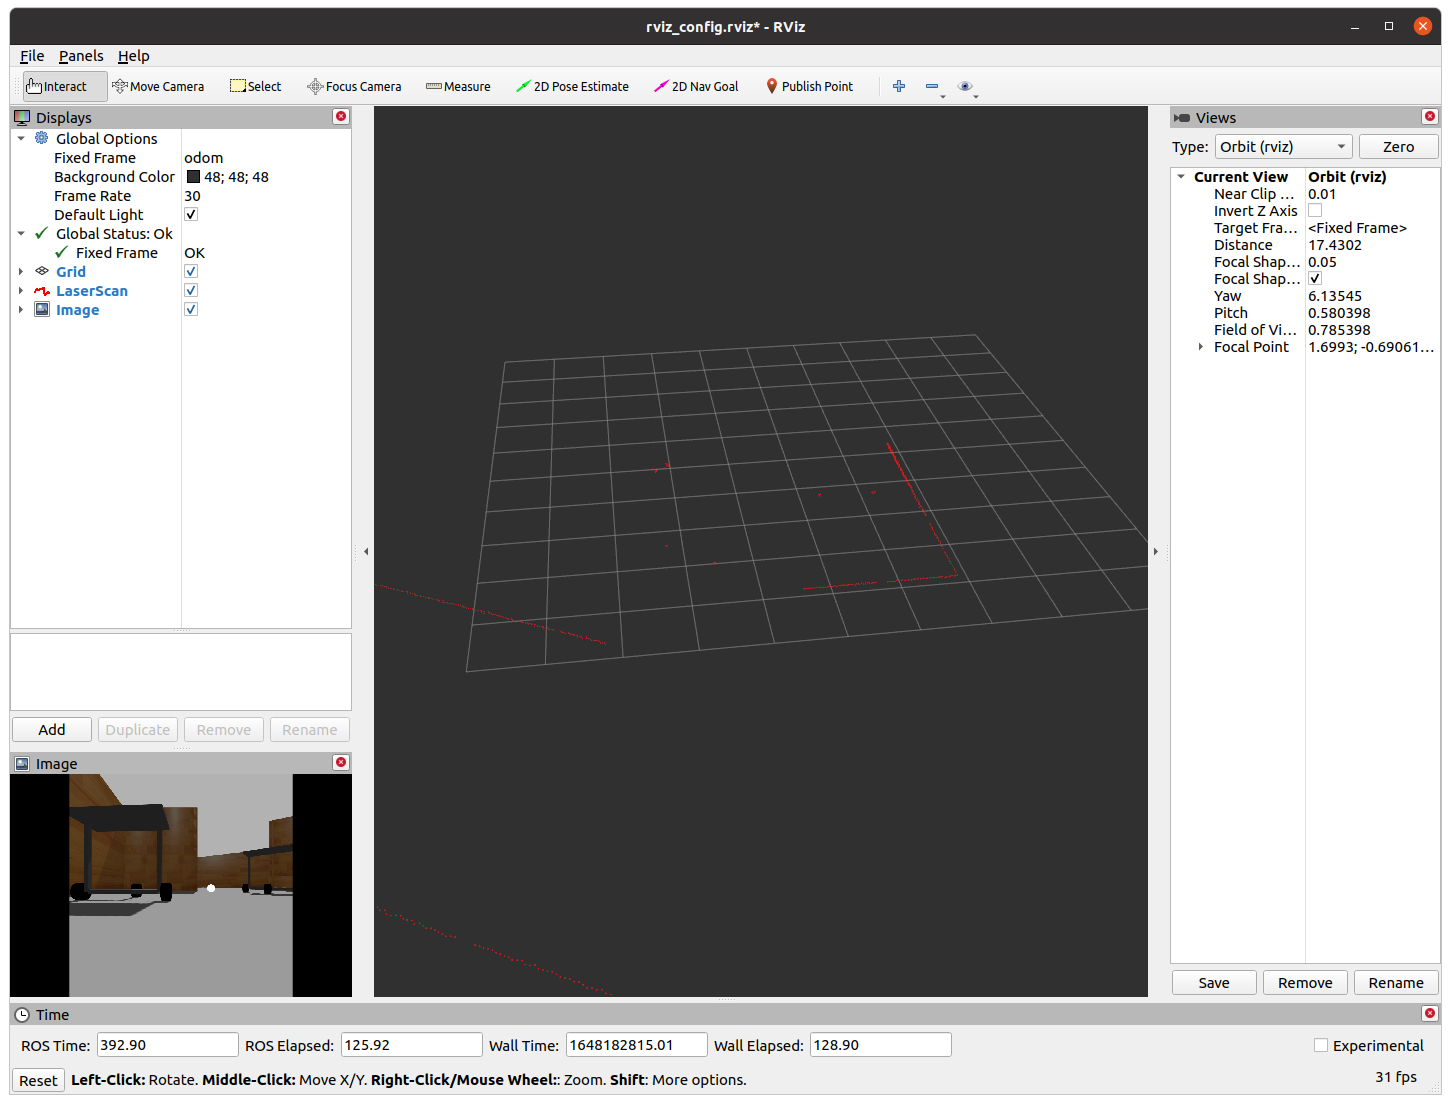 rviz_config.rviz* - RViz
File Panels Help
Interact Move Camera Select Focus Camera Measure 2D Pose Estimate 2D Nav Goal Publish Point
Displays
Global Options
Fixed Frame odom
Background Color 48; 48; 48
Frame Rate 30
Default Light
Global Status: Ok
Fixed Frame OK
Grid
LaserScan
Image
Add Duplicate Remove Rename
Image
Views
Type: Orbit (rviz) Zero
Current View Orbit (rviz)
Near Clip ... 0.01
Invert Z Axis
Target Fra... <Fixed Frame>
Distance 17.4302
Focal Shap... 0.05
Focal Shap...
Yaw 6.13545
Pitch 0.580398
Field of Vi... 0.785398
Focal Point 1.6993; -0.69061...
Save Remove Rename
Time
ROS Time: 392.90 ROS Elapsed: 125.92 Wall Time: 1648182815.01 Wall Elapsed: 128.90 Experimental
Reset Left-Click: Rotate. Middle-Click: Move X/Y. Right-Click/Mouse Wheel:: Zoom. Shift: More options. 31 fps